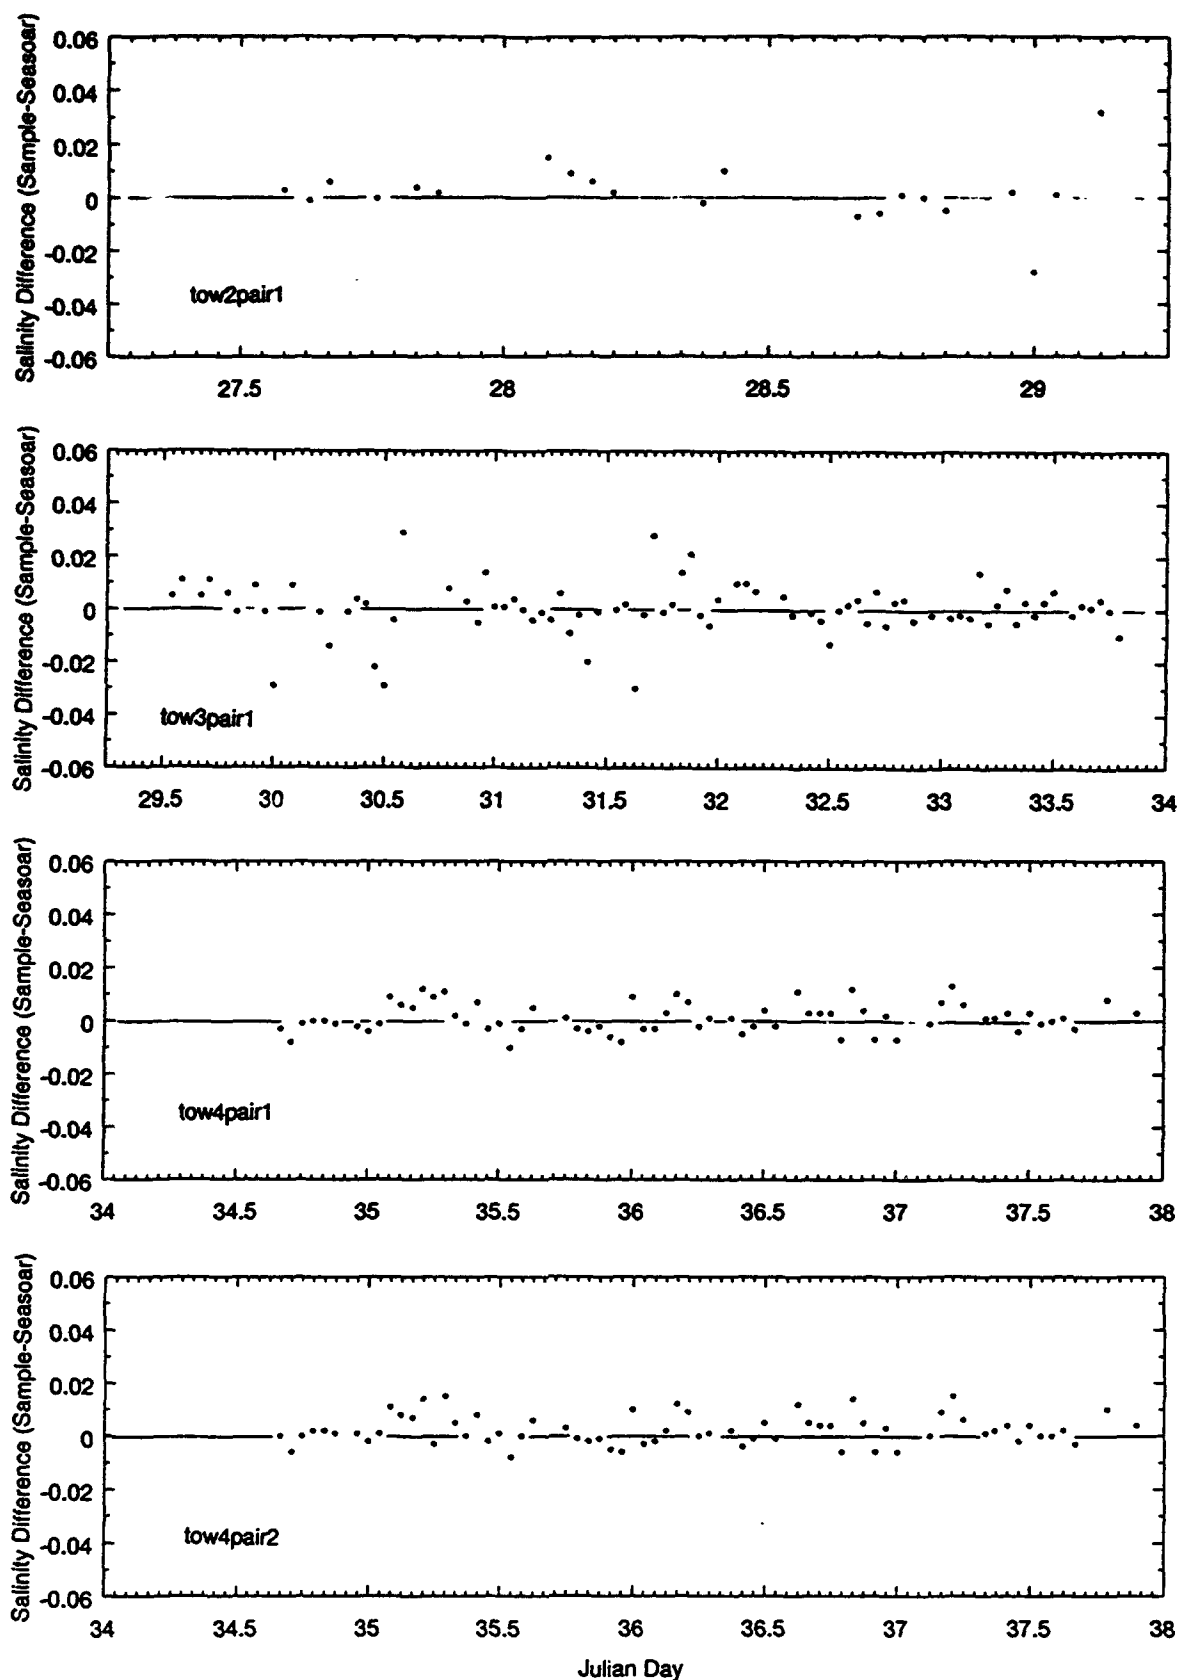 Salinity Difference (Sample-Seasoar)
0.06
0.04
0.02
0
-0.02
-0.04
-0.06
tow2pair1
27.5 28 28.5 29
Salinity Difference (Sample-Seasoar)
0.06
0.04
0.02
0
-0.02
-0.04
-0.06
tow3pair1
29.5 30 30.5 31 31.5 32 32.5 33 33.5 34
Salinity Difference (Sample-Seasoar)
0.06
0.04
0.02
0
-0.02
-0.04
-0.06
tow4pair1
34 34.5 35 35.5 36 36.5 37 37.5 38
Salinity Difference (Sample-Seasoar)
0.06
0.04
0.02
0
-0.02
-0.04
-0.06
tow4pair2
34 34.5 35 35.5 36 36.5 37 37.5 38
Julian Day